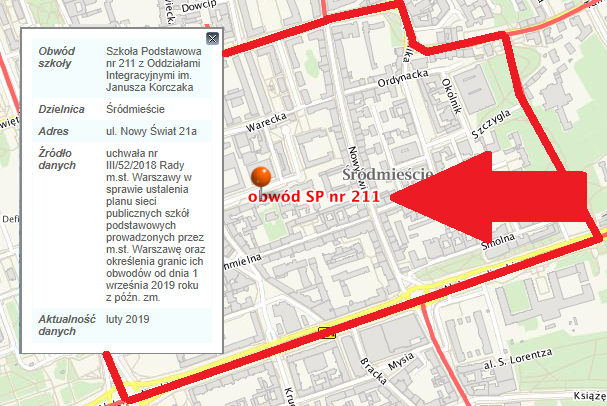 Dowcip
Obwód szkoły
Szkoła Podstawowa
nr 211 z Oddziałami
Integracyjnymi im.
Janusza Korczaka
Dzielnica
Śródmieście
Adres
ul. Nowy Świat 21a
Źródło danych
uchwała nr
III/52/2018 Rady
m.st. Warszawy w
sprawie ustalenia
planu sieci
publicznych szkół
podstawowych
prowadzonych przez
m.st. Warszawę oraz
określenia granic ich
obwodów od dnia 1
września 2019 roku
z późn. zm.
Aktualność danych
luty 2019
Ordynacka
Okólnik
Warecka
Szczygla
Śródmieście
obwód SP nr 211
Smolna
Bracka
Mysia
al. S. Lorentza